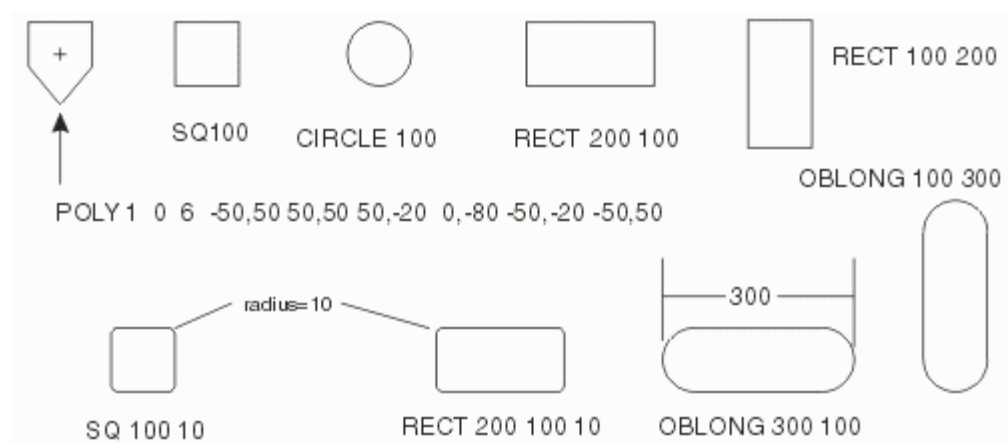 RECT 100 200
SQ100
CIRCLE 100
RECT 200 100
OBLONG 100 300
POLY 1 0 6 -50,50 50,50 50,-20 0,-80 -50,-20 -50,50
300
radius=10
SQ 100 10
RECT 200 100 10
OBLONG 300 100